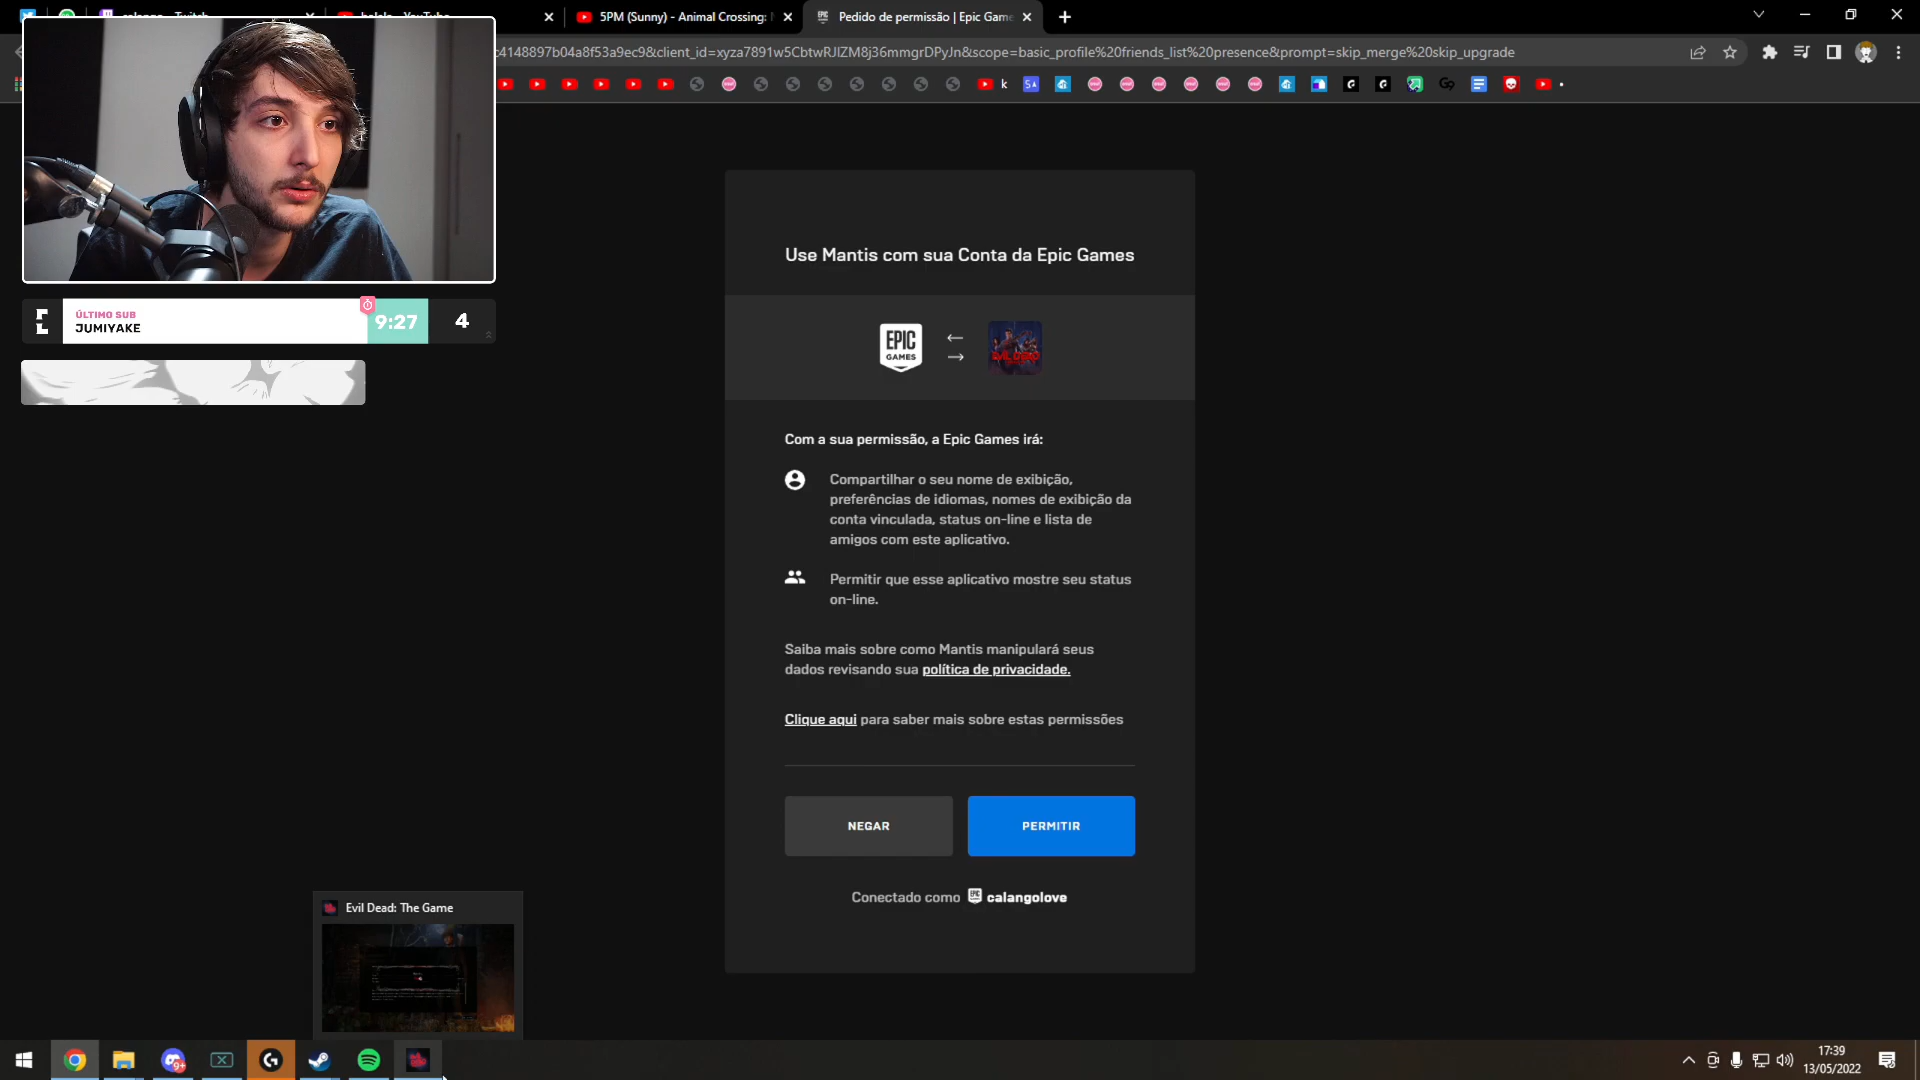 calango - Twitch
5PM (Sunny) - Animal Crossing:
Pedido de permissão | Epic Game
c4148897b04a8f53a9ec9&client_id=xyza7891w5CbtwRJlZM8j36mmgrDPyJn&scope=basic_profile%20friends_list%20presence&prompt=skip_merge%20skip_upgrade
k
Use Mantis com sua Conta da Epic Games
EPIC
GAMES
ÚLTIMO SUB
JUMIYAKE
9:27
4
Com a sua permissão, a Epic Games irá:
Compartilhar o seu nome de exibição,
preferências de idiomas, nomes de exibição da
conta vinculada, status on-line e lista de
amigos com este aplicativo.
Permitir que esse aplicativo mostre seu status
on-line.
Saiba mais sobre como Mantis manipulará seus
dados revisando sua política de privacidade.
Clique aqui para saber mais sobre estas permissões
NEGAR
PERMITIR
Conectado como calangolove
Evil Dead: The Game
17:39
13/05/2022